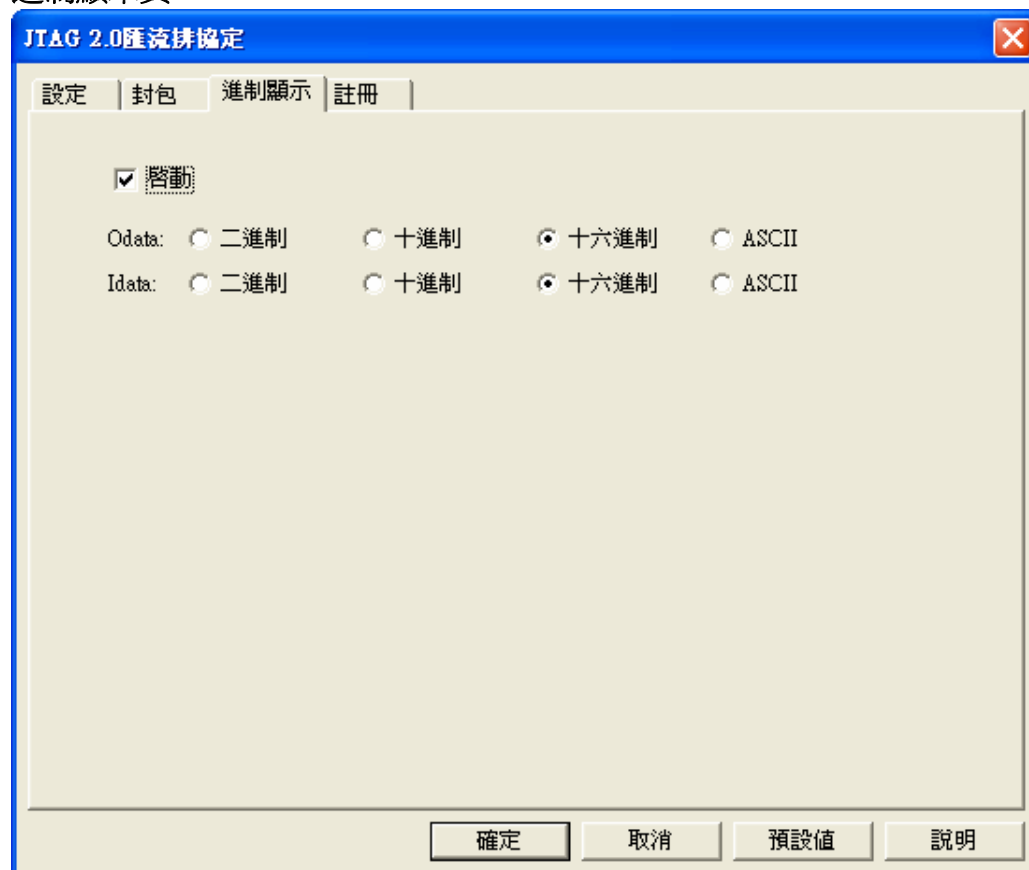 JTAG 2.0匯流排協定
設定 封包 進制顯示 註冊
啓動
Odata: 二進制 十進制 十六進制 ASCII
Idata: 二進制 十進制 十六進制 ASCII
確定 取消 預設值 說明